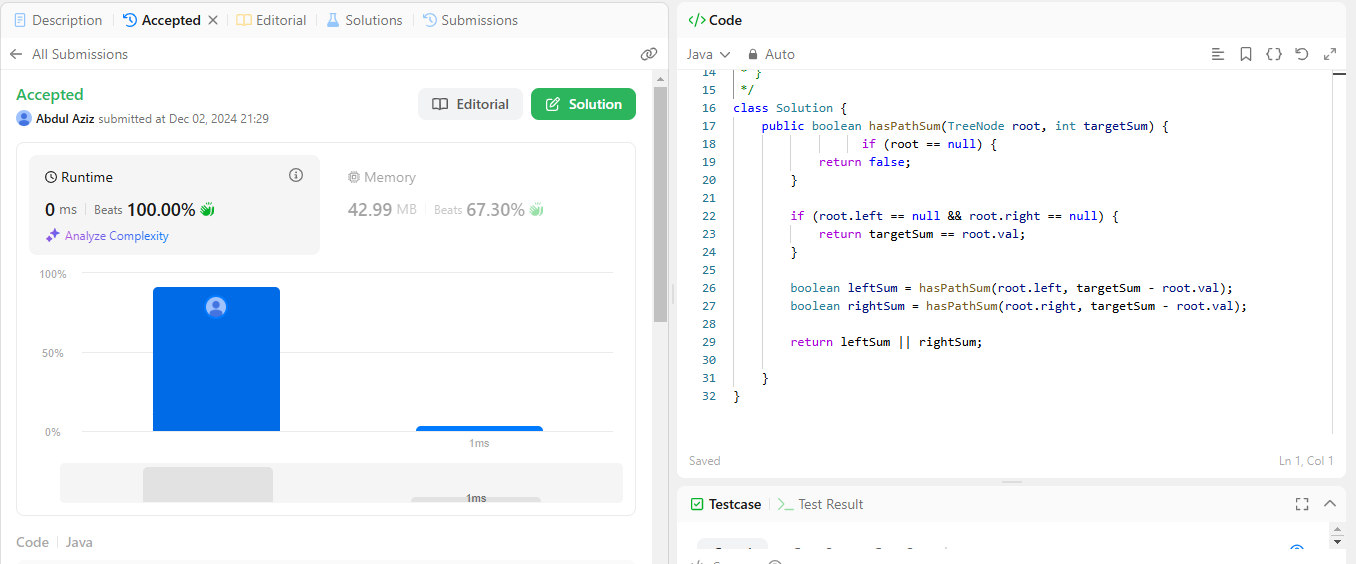 Description
Accepted
Editorial
Solutions
Submissions
All Submissions
Accepted
Abdul Aziz submitted at Dec 02, 2024 21:29
Editorial
Solution
Runtime
0 ms Beats 100.00%
Analyze Complexity
Memory
42.99 MB Beats 67.30%
100%
50%
0%
1ms
1ms
Code
Java
</> Code
Java
Auto
14 * }
15 */
16 class Solution {
17 public boolean hasPathSum(TreeNode root, int targetSum) {
18 if (root == null) {
19 return false;
20 }
21
22 if (root.left == null && root.right == null) {
23 return targetSum == root.val;
24 }
25
26 boolean leftSum = hasPathSum(root.left, targetSum - root.val);
27 boolean rightSum = hasPathSum(root.right, targetSum - root.val);
28
29 return leftSum || rightSum;
30
31 }
32 }
Saved
Ln 1, Col 1
Testcase
Test Result